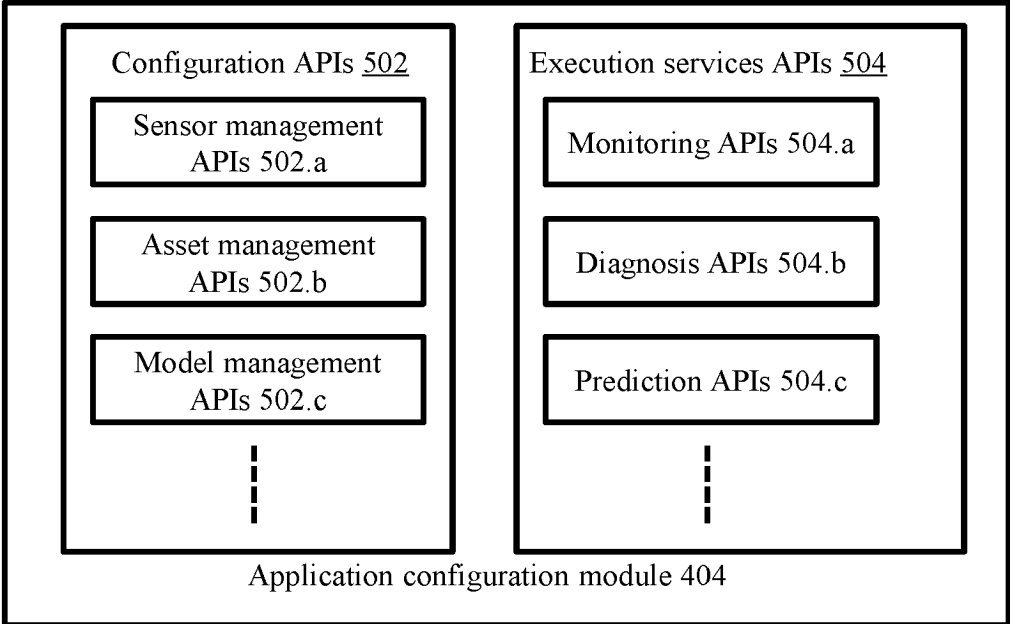 Configuration APIs 502
Sensor management
APIs 502.a
Asset management
APIs 502.b
Model management
APIs 502.c
Execution services APIs 504
Monitoring APIs 504.a
Diagnosis APIs 504.b
Prediction APIs 504.c
Application configuration module 404